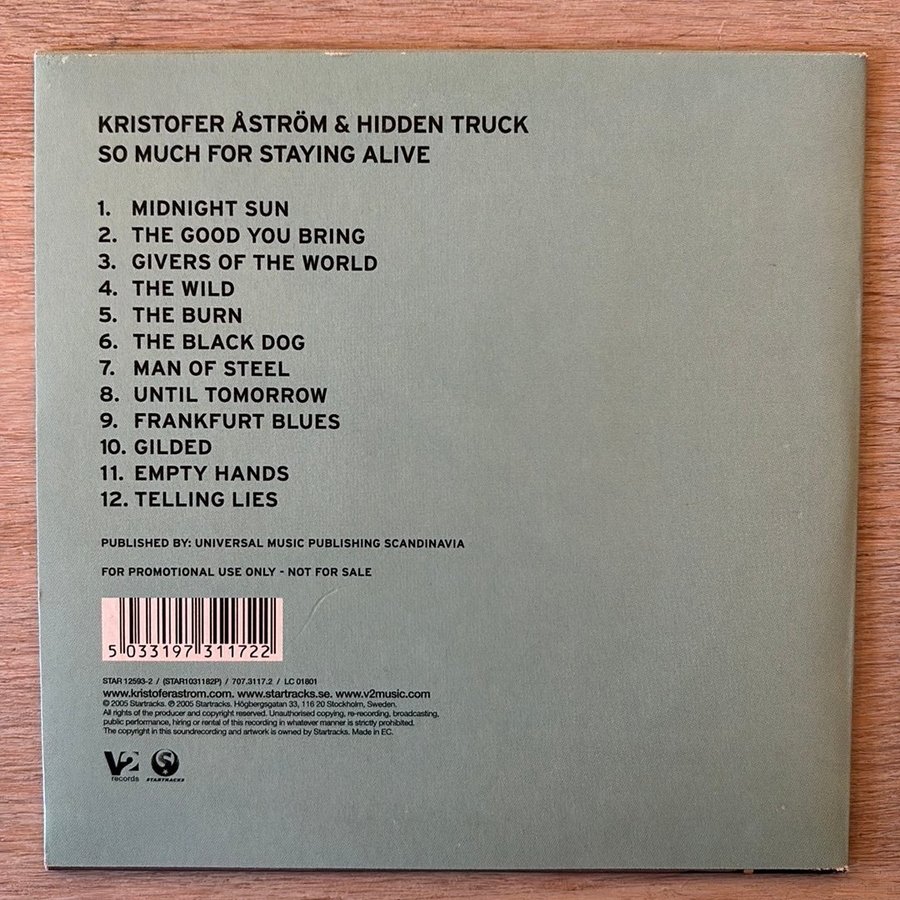 KRISTOFER ÅSTRÖM & HIDDEN TRUCK
SO MUCH FOR STAYING ALIVE
1. MIDNIGHT SUN
2. THE GOOD YOU BRING
3. GIVERS OF THE WORLD
4. THE WILD
5. THE BURN
6. THE BLACK DOG
7. MAN OF STEEL
8. UNTIL TOMORROW
9. FRANKFURT BLUES
10. GILDED
11. EMPTY HANDS
12. TELLING LIES
PUBLISHED BY: UNIVERSAL MUSIC PUBLISHING SCANDINAVIA
FOR PROMOTIONAL USE ONLY - NOT FOR SALE
5 033197 311722
STAR 12593-2 / (STAR1031182P) / 707.3117.2 / LC 01801
www.kristoferastrom.com. www.startracks.se. www.v2music.com
© 2005 Startracks. ℗ 2005 Startracks. Högbergsgatan 33, 116 20 Stockholm, Sweden.
All rights of the producer and copyright reserved. Unauthorised copying, re-recording, broadcasting,
public performance, hiring or rental of this recording in whatever manner is strictly prohibited.
The copyright in this soundrecording and artwork is owned by Startracks. Made in EC.
V2 records
S STARTRACKS